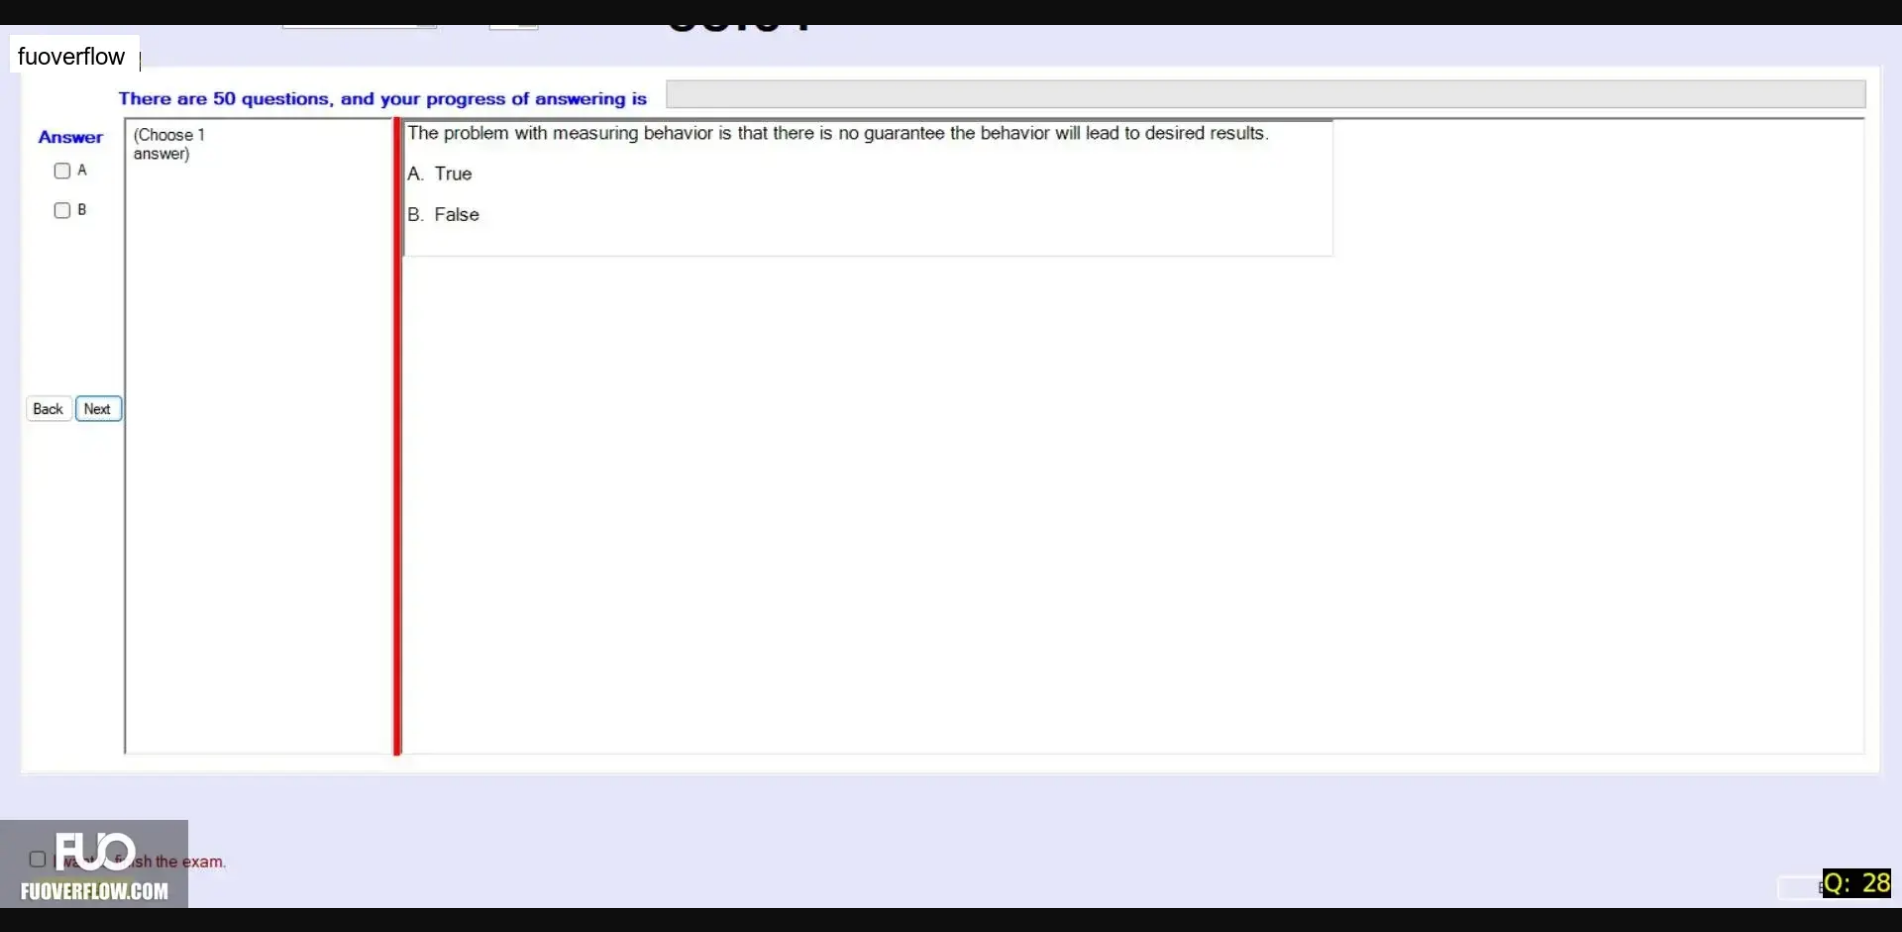 fuoverflow
There are 50 questions, and your progress of answering is
Answer
(Choose 1
answer)
A
B
The problem with measuring behavior is that there is no guarantee the behavior will lead to desired results.
A. True
B. False
Back
Next
FUO
the exam.
FUOVERFLOW.COM
Q: 28